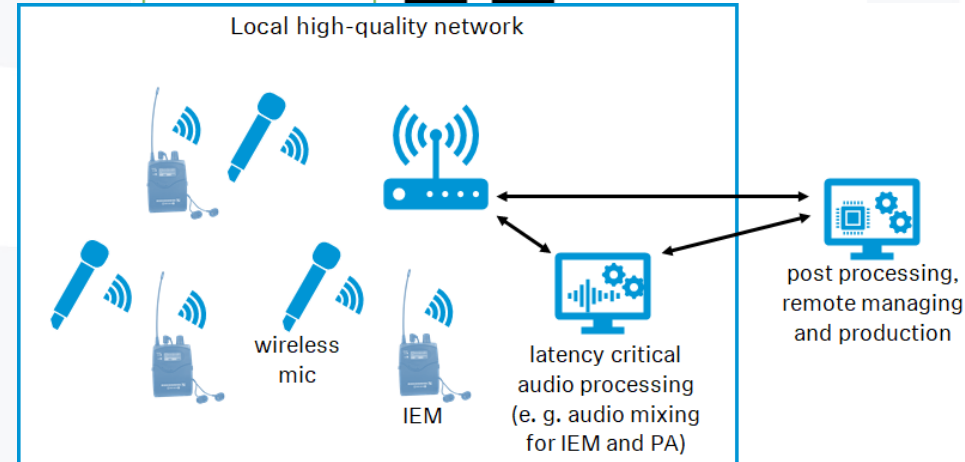 Local high-quality network
wireless
mic
IEM
latency critical
audio processing
(e. g. audio mixing
for IEM and PA)
post processing,
remote managing
and production